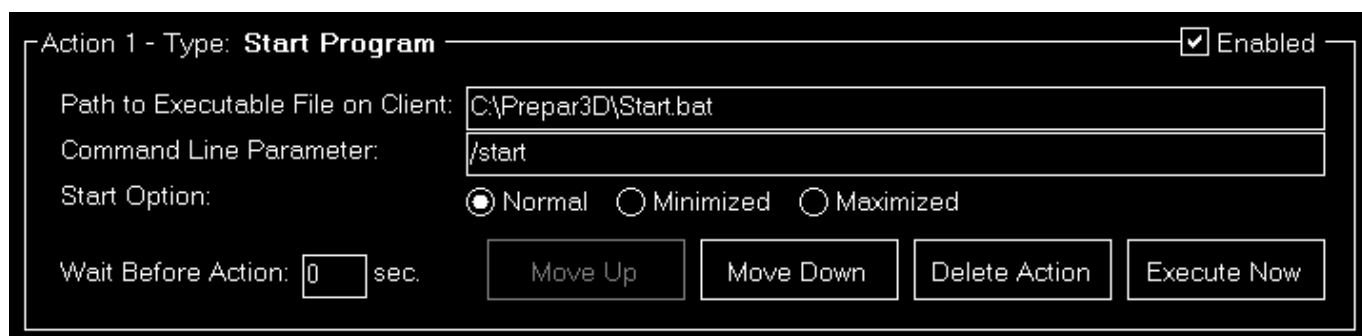 Action 1 - Type: Start Program Enabled
Path to Executable File on Client: C:\Prepar3D\Start.bat
Command Line Parameter: /start
Start Option: Normal Minimized Maximized
Wait Before Action: 0 sec. Move Up Move Down Delete Action Execute Now